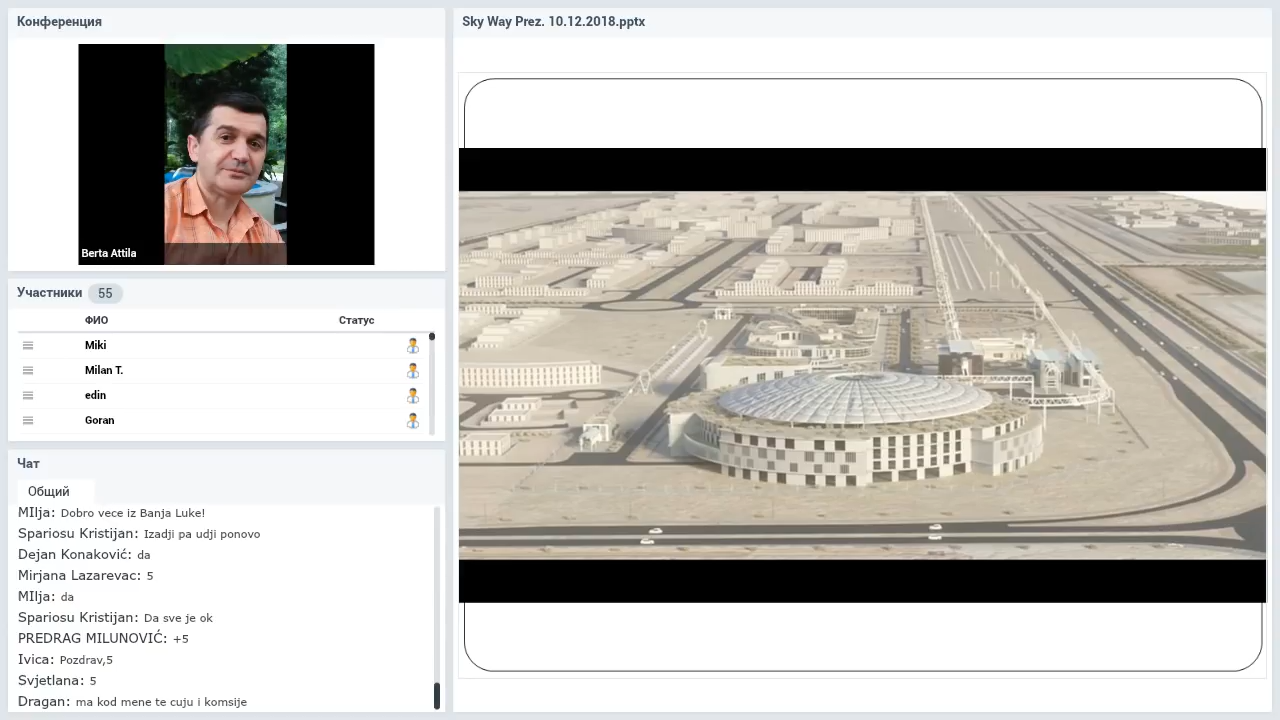 Конференция
Berta Attila
Участники 55
ФИО Статус
Miki
Milan T.
edin
Goran
Чат
Общий
MIlja: Dobro vece iz Banja Luke!
Spariosu Kristijan: Izadji pa udji ponovo
Dejan Konaković: da
Mirjana Lazarevac: 5
MIlja: da
Spariosu Kristijan: Da sve je ok
PREDRAG MILUNOVIĆ: +5
Ivica: Pozdrav,5
Svjetlana: 5
Dragan: ma kod mene te cuju i komsije
Sky Way Prez. 10.12.2018.pptx